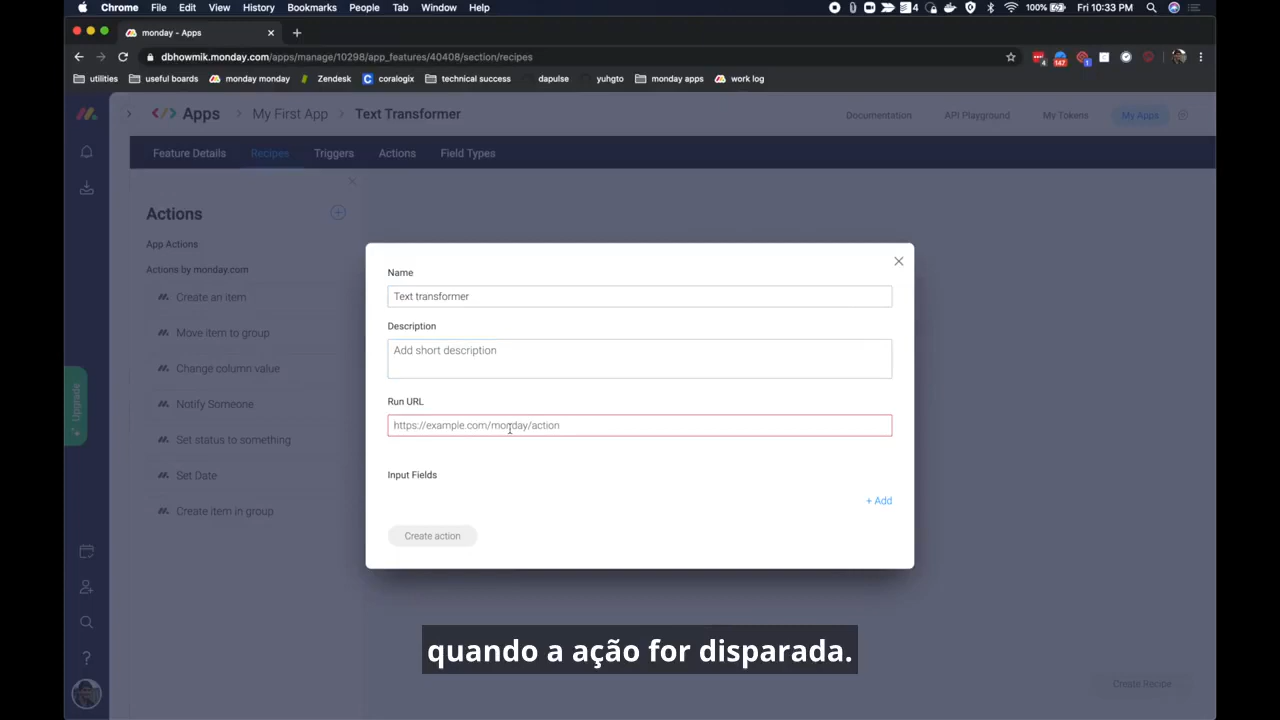 Chrome File Edit View History Bookmarks People Tab Window Help
4
100%
Fri 10:33 PM
monday - Apps
dbhowmik.monday.com/apps/manage/10298/app_features/40408/section/recipes
4
147
1
utilities
useful boards
monday monday
Zendesk
coralogix
technical success
dapulse
yuhgto
monday apps
work log
Apps > My First App > Text Transformer
Documentation
API Playground
My Tokens
My Apps
Feature Details
Recipes
Triggers
Actions
Field Types
Actions
App Actions
Actions by monday.com
Create an item
Move item to group
Change column value
Notify Someone
Set status to something
Set Date
Create item in group
Upgrade
Name
Text transformer
Description
Add short description
Run URL
https://example.com/monday/action
Input Fields
+ Add
Create action
quando a ação for disparada.
Create Recipe